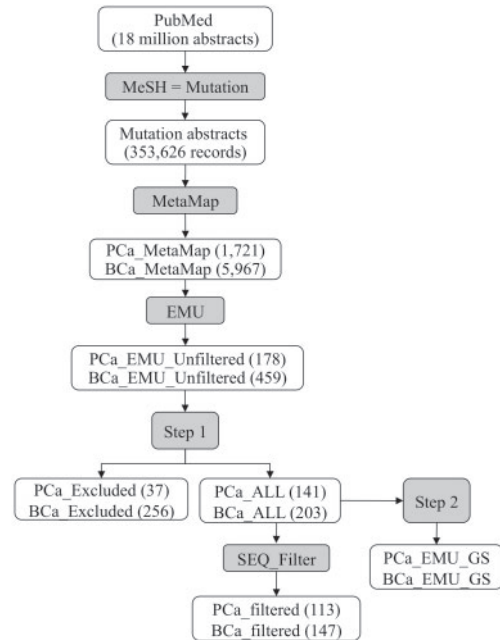 PubMed
(18 million abstracts)
MeSH = Mutation
Mutation abstracts
(353,626 records)
MetaMap
PCa_MetaMap (1,721)
BCa_MetaMap (5,967)
EMU
PCa_EMU_Unfiltered (178)
BCa_EMU_Unfiltered (459)
Step 1
PCa_Excluded (37)
BCa_Excluded (256)
PCa_ALL (141)
BCa_ALL (203)
Step 2
SEQ_Filter
PCa_EMU_GS
BCa_EMU_GS
PCa_filtered (113)
BCa_filtered (147)